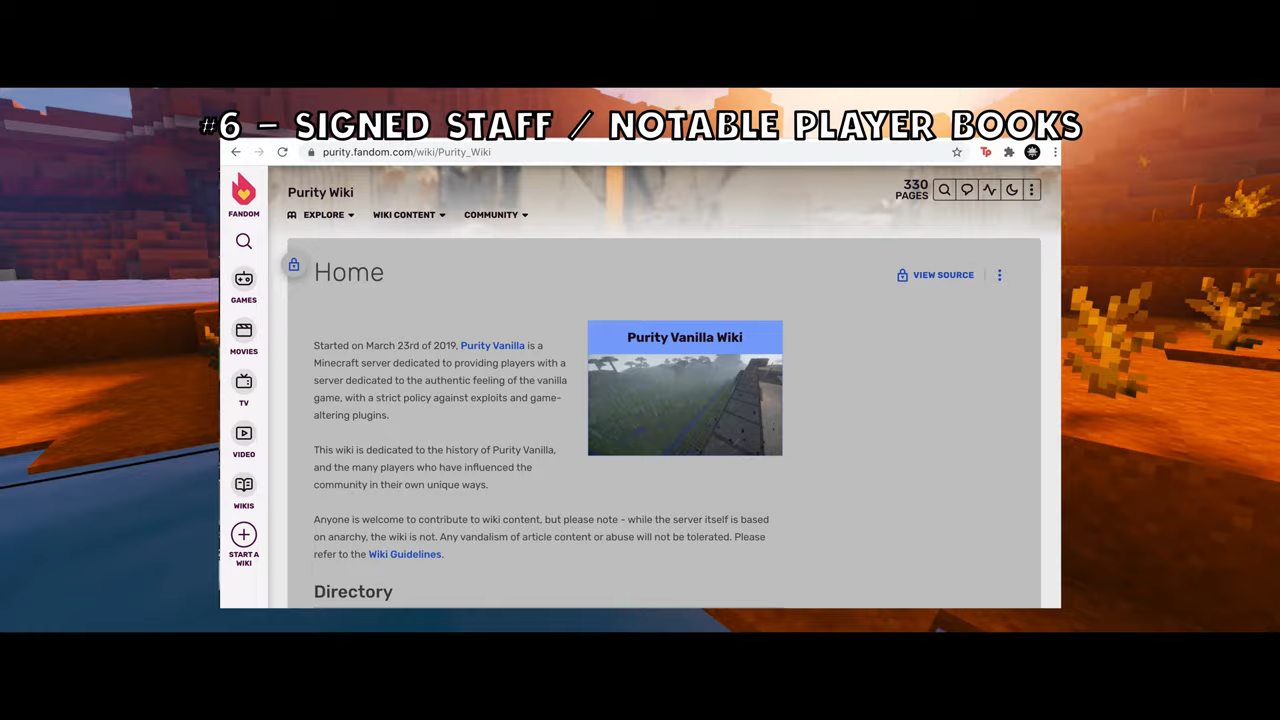 #6 – SIGNED STAFF / NOTABLE PLAYER BOOKS
purity.fandom.com/wiki/Purity_Wiki
Tp
FANDOM
Purity Wiki
330
PAGES
EXPLORE
WIKI CONTENT
COMMUNITY
GAMES
MOVIES
TV
VIDEO
WIKIS
START A
WIKI
Home
VIEW SOURCE
Purity Vanilla Wiki
Started on March 23rd of 2019, Purity Vanilla is a
Minecraft server dedicated to providing players with a
server dedicated to the authentic feeling of the vanilla
game, with a strict policy against exploits and game-
altering plugins.
This wiki is dedicated to the history of Purity Vanilla,
and the many players who have influenced the
community in their own unique ways.
Anyone is welcome to contribute to wiki content, but please note - while the server itself is based
on anarchy, the wiki is not. Any vandalism of article content or abuse will not be tolerated. Please
refer to the Wiki Guidelines.
Directory